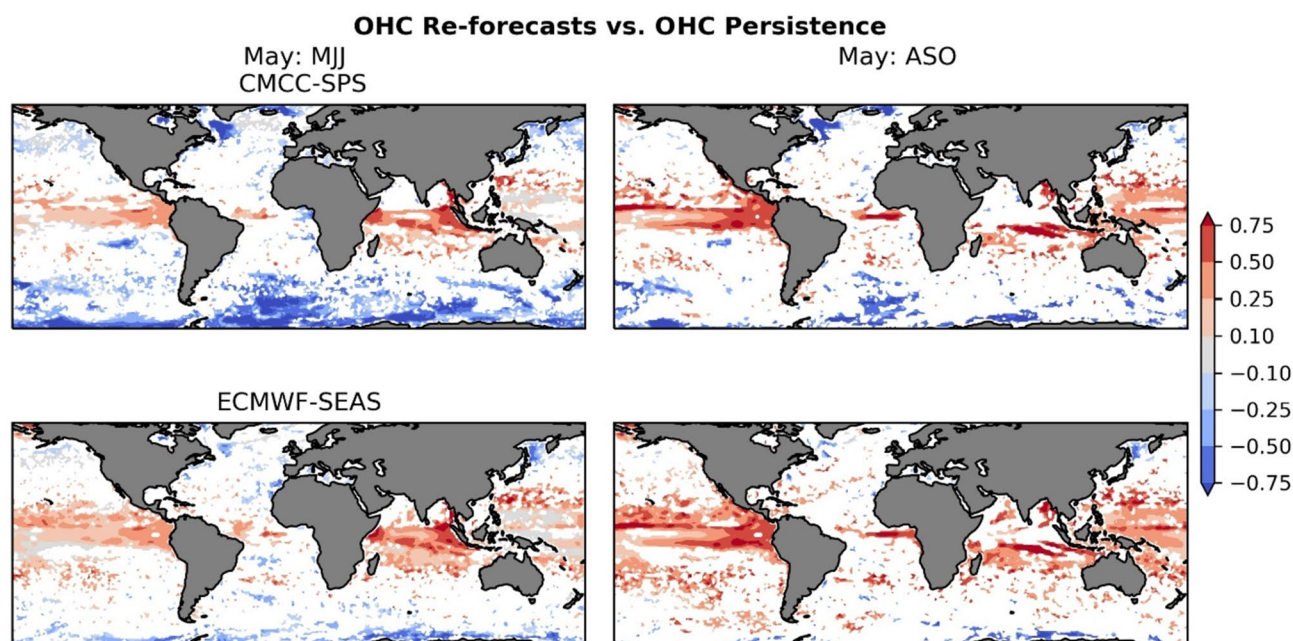 OHC Re-forecasts vs. OHC Persistence
May: MJJ
May: ASO
CMCC-SPS
0.75
0.50
0.25
0.10
−0.10
−0.25
−0.50
−0.75
ECMWF-SEAS